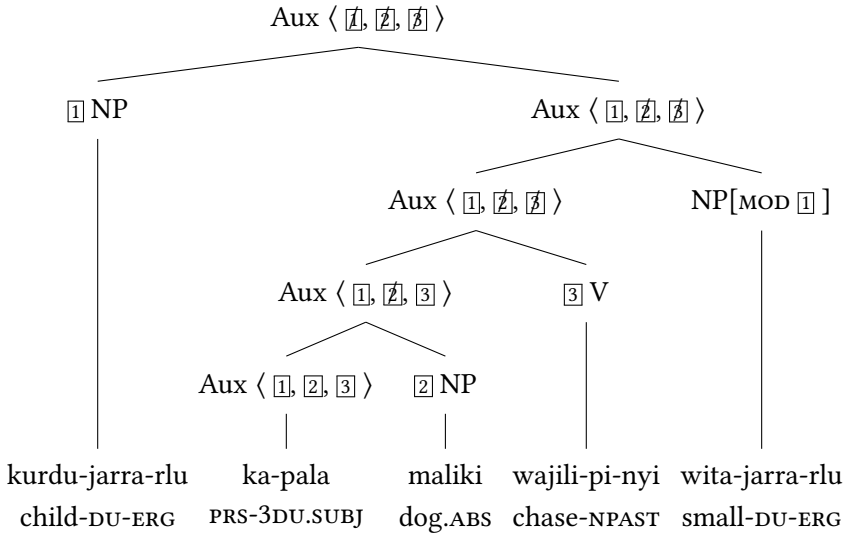 Aux ⟨ 1̸, 2̸, 3̸ ⟩
1 NP Aux ⟨ 1, 2̸, 3̸ ⟩
Aux ⟨ 1, 2̸, 3̸ ⟩ NP[MOD 1 ]
Aux ⟨ 1, 2̸, 3 ⟩ 3 V
Aux ⟨ 1, 2, 3 ⟩ 2 NP
kurdu-jarra-rlu ka-pala maliki wajili-pi-nyi wita-jarra-rlu
child-DU-ERG PRS-3DU.SUBJ dog.ABS chase-NPAST small-DU-ERG